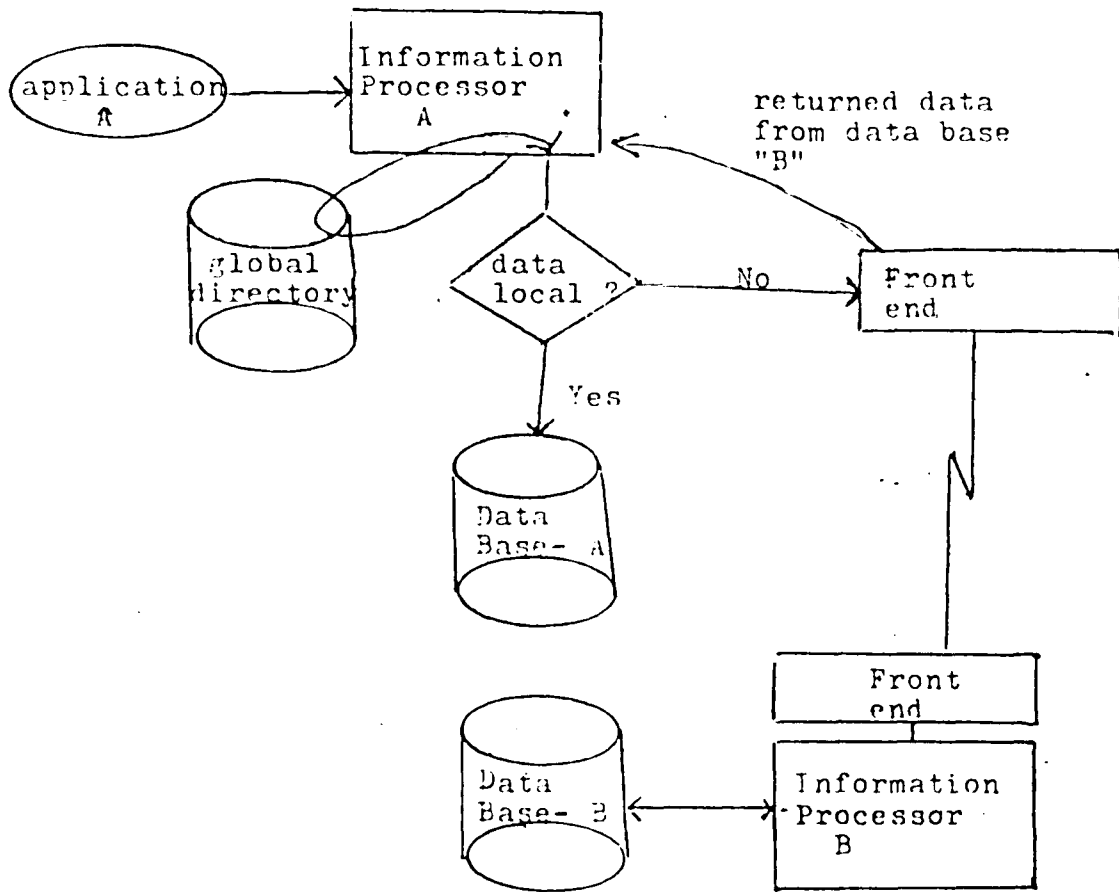 Information
Processor
A
application
A
returned data
from data base
"B"
global
directory
data
local ?
No
Front
end
Yes
Data
Base- A
Front
end
Data
Base- B
Information
Processor
B